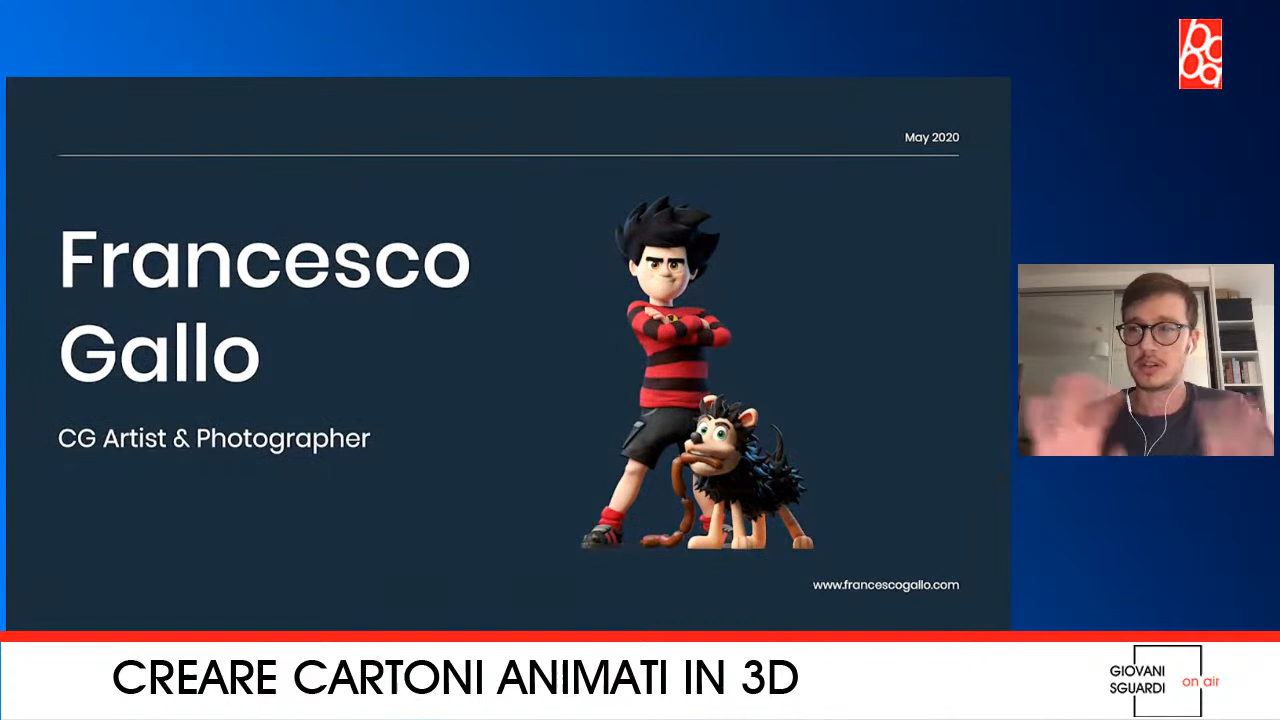 May 2020
Francesco
Gallo
CG Artist & Photographer
www.francescogallo.com
CREARE CARTONI ANIMATI IN 3D
GIOVANI
SGUARDI
on air